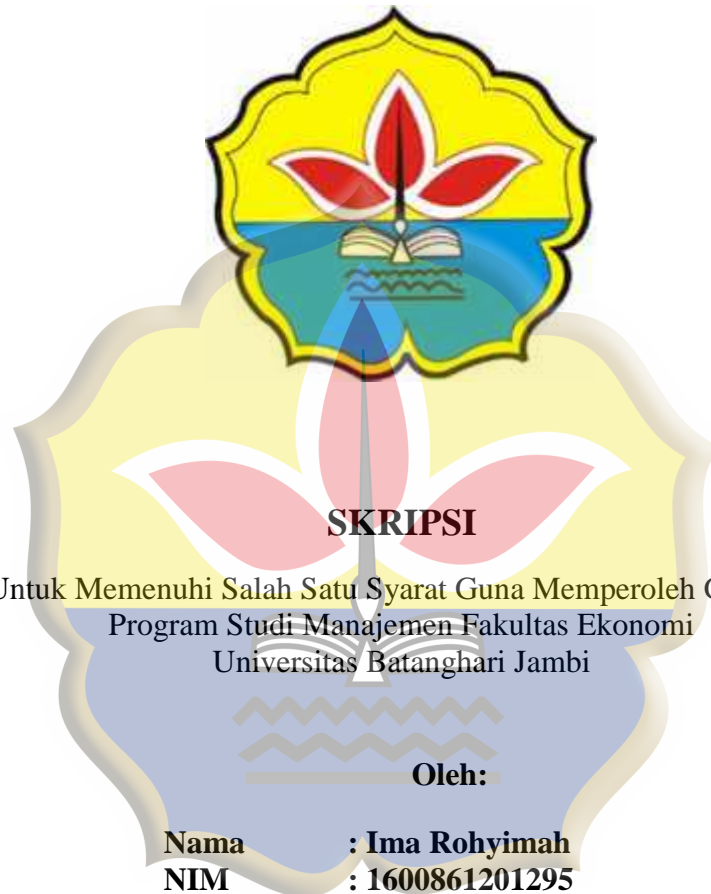 SKRIPSI
Untuk Memenuhi Salah Satu Syarat Guna Memperoleh
Program Studi Manajemen Fakultas Ekonomi
Universitas Batanghari Jambi
Oleh:
Nama : Ima Rohyimah
NIM : 1600861201295